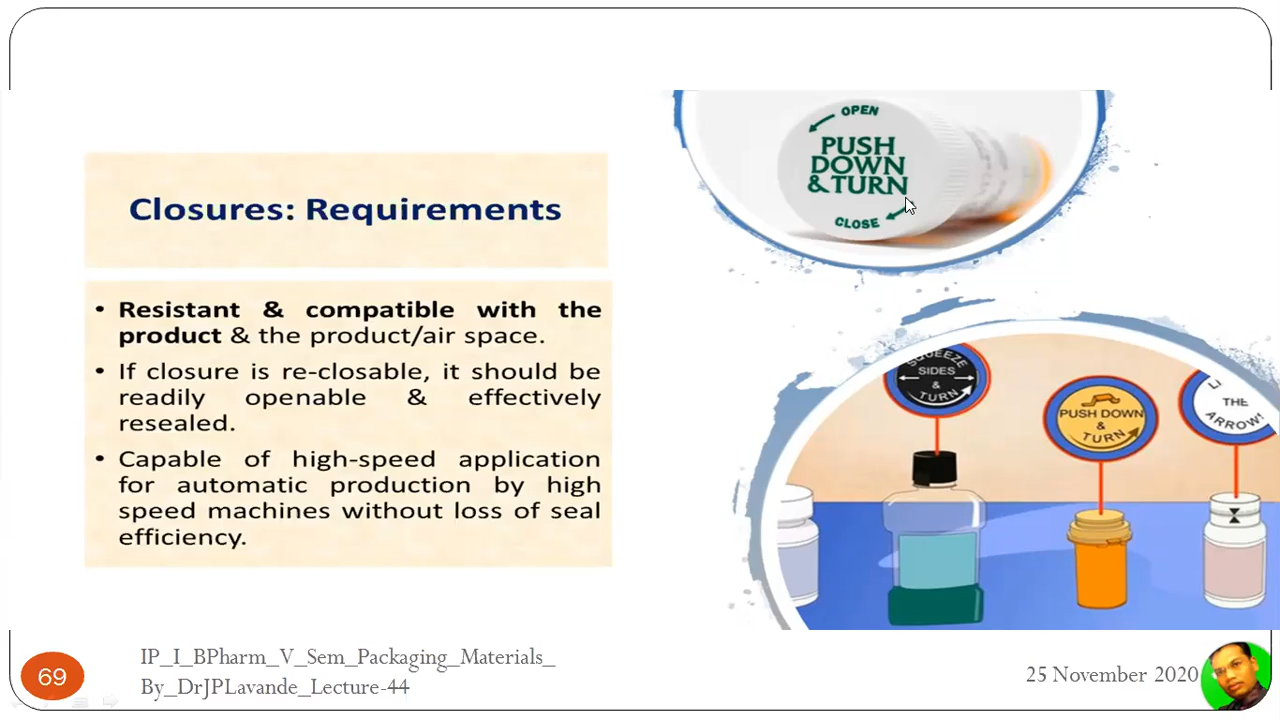 Closures: Requirements
• Resistant & compatible with the
product & the product/air space.
• If closure is re-closable, it should be
readily openable & effectively
resealed.
• Capable of high-speed application
for automatic production by high
speed machines without loss of seal
efficiency.
OPEN
PUSH
DOWN
& TURN
CLOSE
SQUEEZE
SIDES
&
TURN
PUSH DOWN
&
TURN
THE
ARROW!
69
IP_I_BPharm_V_Sem_Packaging_Materials_
By_DrJPLavande_Lecture-44
25 November 2020